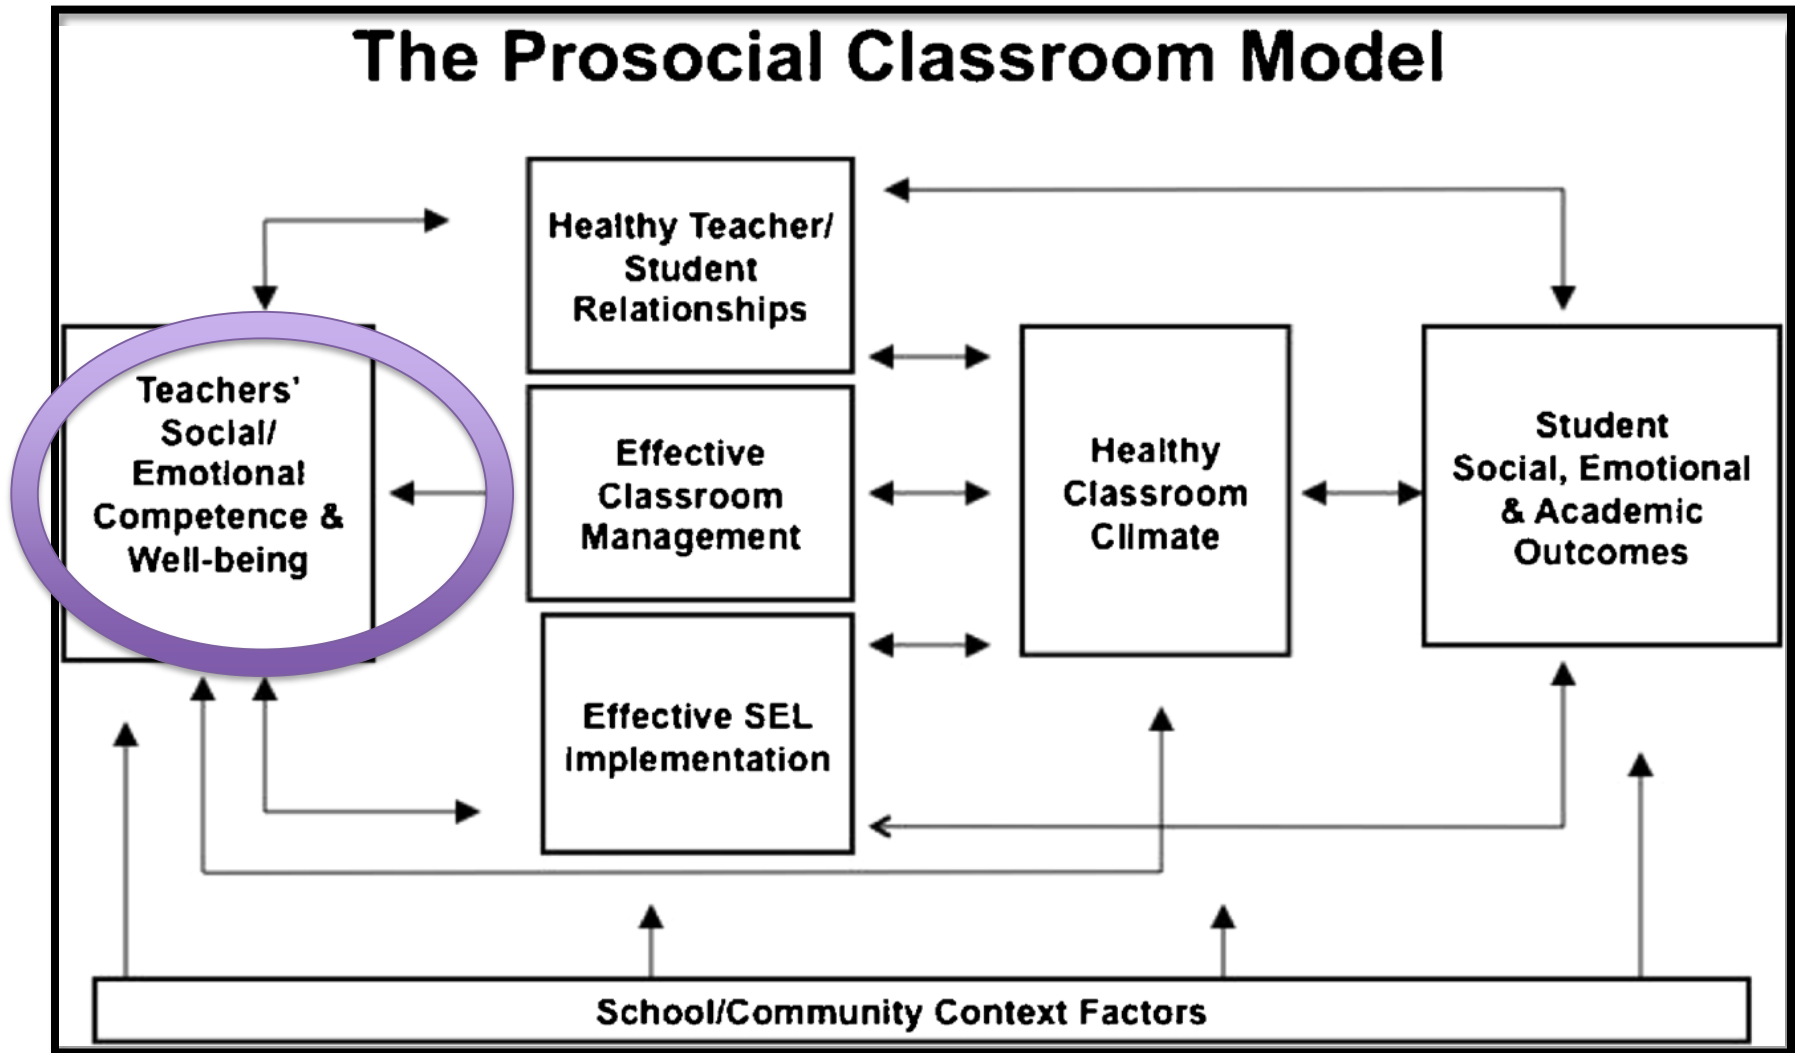 The Prosocial Classroom Model
Healthy Teacher/
Student
Relationships
Teachers'
Social/
Emotional
Competence &
Well-being
Effective
Classroom
Management
Healthy
Classroom
Climate
Student
Social, Emotional
& Academic
Outcomes
Effective SEL
Implementation
School/Community Context Factors